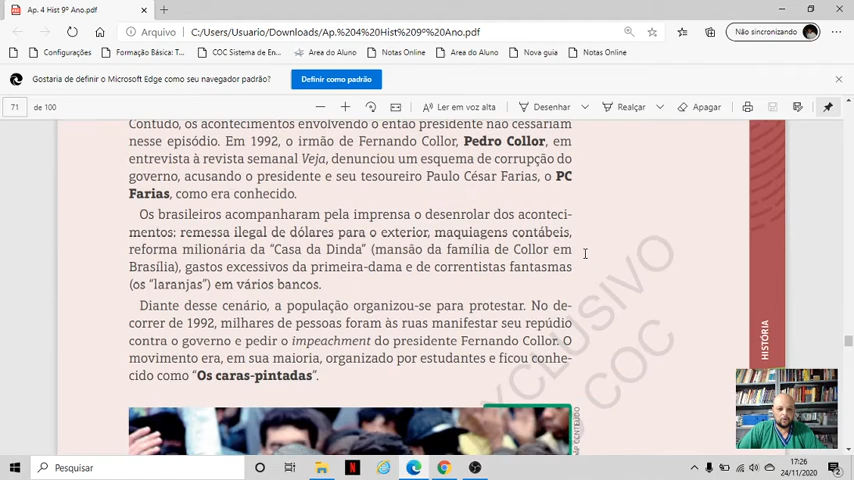 Ap. 4 Hist 9º Ano.pdf
Arquivo C:/Users/Usuario/Downloads/Ap.%204%20Hist%209º%20Ano.pdf
Não sincronizando
Configurações
Formação Básica: T...
COC Sistema de En...
Area do Aluno
Notas Online
Area do Aluno
Nova guia
Notas Online
Gostaria de definir o Microsoft Edge como seu navegador padrão?
Definir como padrão
71 de 100
Ler em voz alta
Desenhar
Realçar
Apagar
Contudo, os acontecimentos envolvendo o então presidente não cessariam
nesse episódio. Em 1992, o irmão de Fernando Collor, Pedro Collor, em
entrevista à revista semanal Veja, denunciou um esquema de corrupção do
governo, acusando o presidente e seu tesoureiro Paulo César Farias, o PC
Farias, como era conhecido.
Os brasileiros acompanharam pela imprensa o desenrolar dos aconteci-
mentos: remessa ilegal de dólares para o exterior, maquiagens contábeis,
reforma milionária da “Casa da Dinda” (mansão da família de Collor em
Brasília), gastos excessivos da primeira-dama e de correntistas fantasmas
(os “laranjas”) em vários bancos.
Diante desse cenário, a população organizou-se para protestar. No de-
correr de 1992, milhares de pessoas foram às ruas manifestar seu repúdio
contra o governo e pedir o impeachment do presidente Fernando Collor. O
movimento era, em sua maioria, organizado por estudantes e ficou conhe-
cido como “Os caras-pintadas”.
XCLUSIVO
COC
HISTÓRIA
Pesquisar
17:26
24/11/2020
2